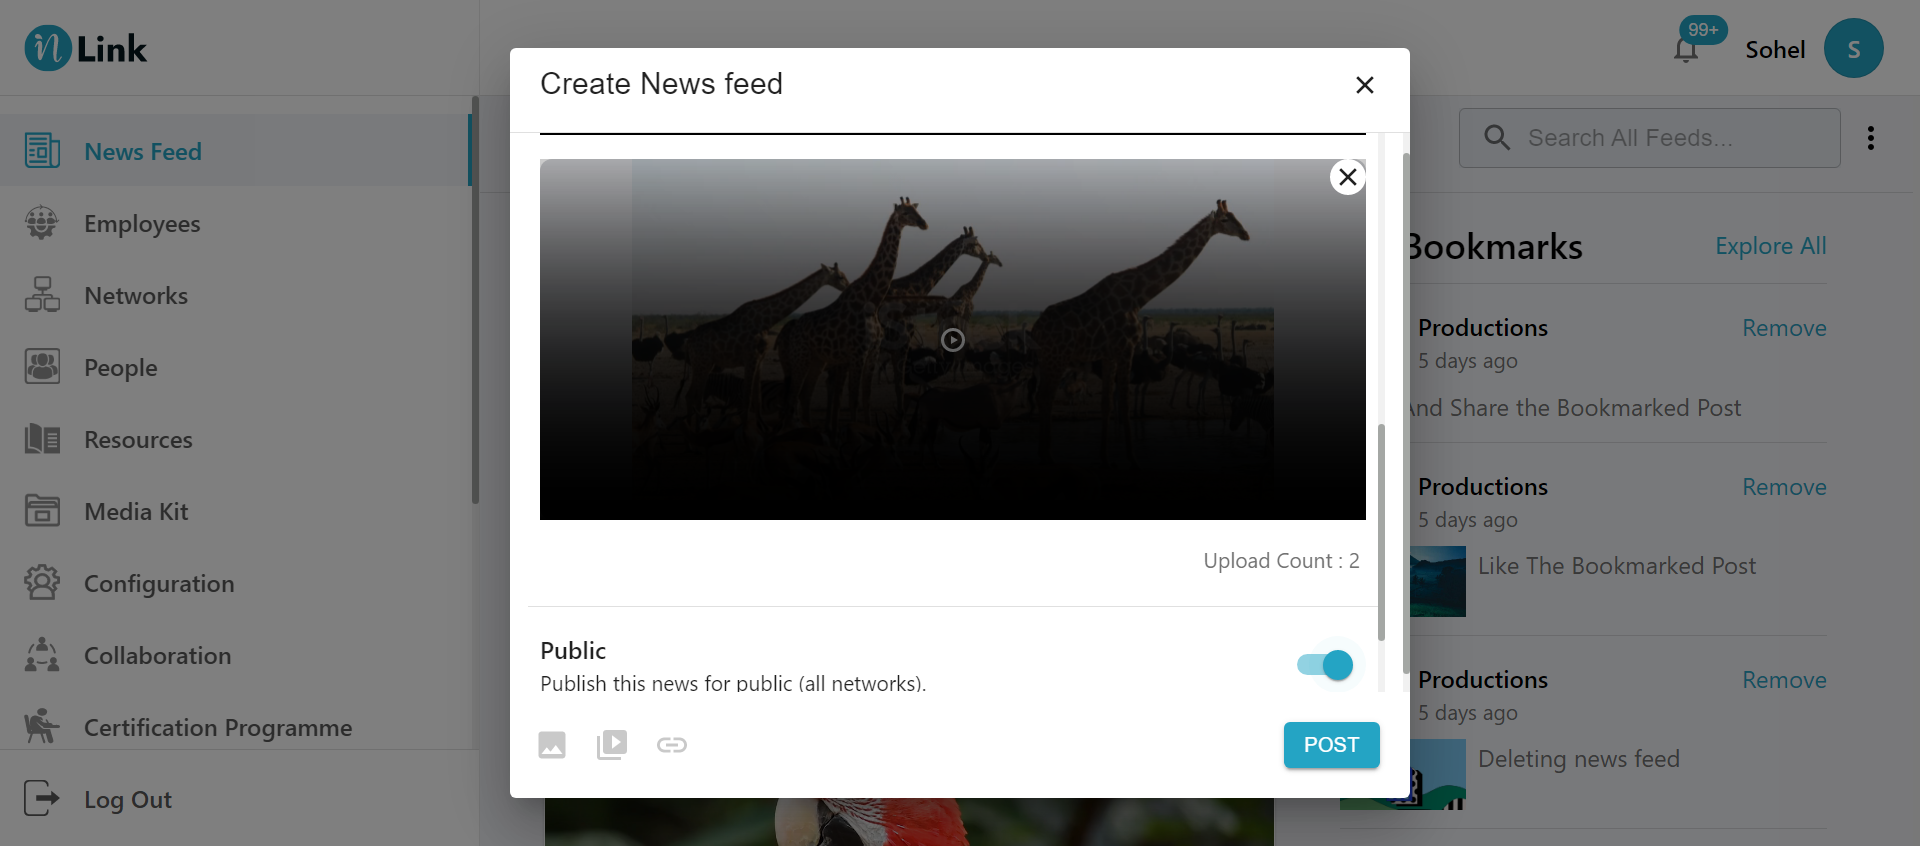 in Link
99+
Sohel
S
Create News feed
News Feed
Employees
Networks
People
Resources
Media Kit
Configuration
Collaboration
Certification Programme
Log Out
Upload Count : 2
Public
Publish this news for public (all networks).
POST
Search All Feeds...
Bookmarks
Explore All
Productions
Remove
5 days ago
And Share the Bookmarked Post
Productions
Remove
5 days ago
Like The Bookmarked Post
Productions
Remove
5 days ago
Deleting news feed